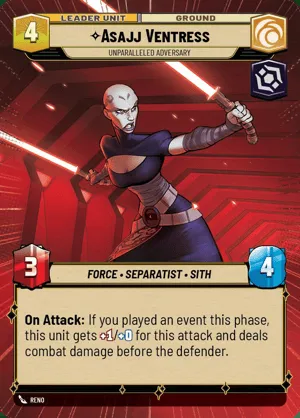 LEADER UNIT GROUND
4
Asajj Ventress
UNPARALLELED ADVERSARY
3
4
FORCE • SEPARATIST • SITH
On Attack: If you played an event this phase,
this unit gets +1/+0 for this attack and deals
combat damage before the defender.
RENO